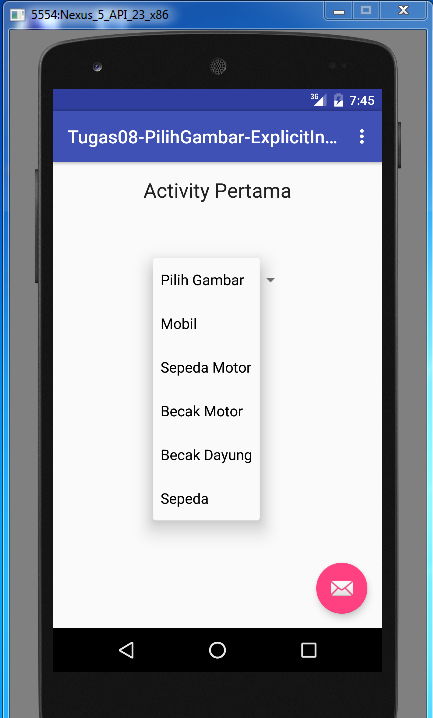 5554:Nexus_5_API_23_x86
3G 7:45
Tugas08-PilihGambar-ExplicitIn...
Activity Pertama
Pilih Gambar
Mobil
Sepeda Motor
Becak Motor
Becak Dayung
Sepeda